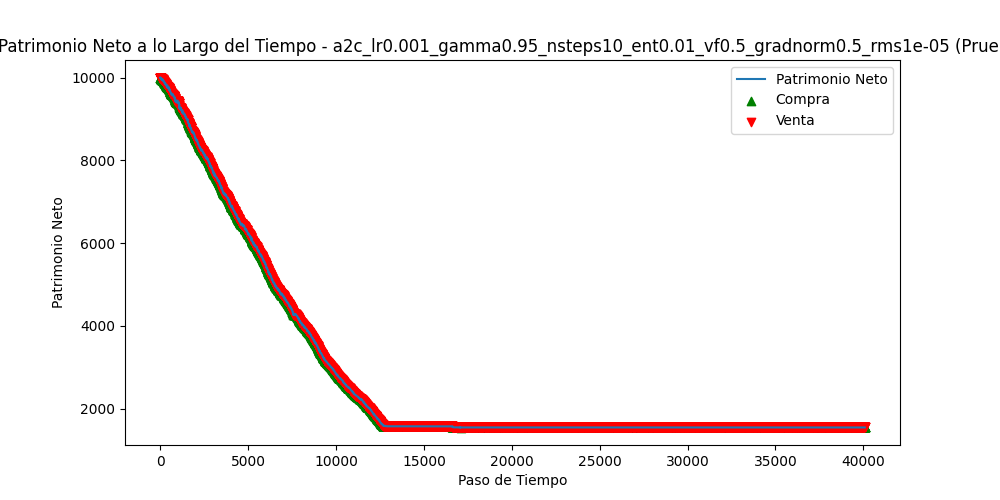 Patrimonio Neto a lo Largo del Tiempo - a2c_lr0.001_gamma0.95_nsteps10_ent0.01_vf0.5_gradnorm0.5_rms1e-05 (Prue
Patrimonio Neto
Compra
Venta
10000
8000
6000
4000
2000
Patrimonio Neto
0 5000 10000 15000 20000 25000 30000 35000 40000
Paso de Tiempo